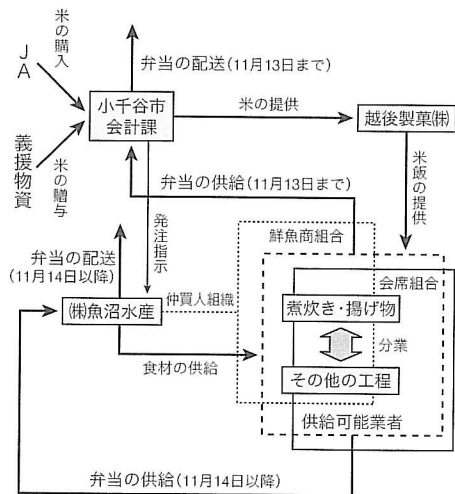 米の購入
JA
弁当の配送(11月13日まで)
小千谷市
会計課
米の提供
越後製菓㈱
義援物資
米の贈与
弁当の供給(11月13日まで)
米飯の提供
発注指示
鮮魚商組合
弁当の配送
(11月14日以降)
会席組合
㈱魚沼水産
仲買人組織
煮炊き・揚げ物
分業
食材の供給
その他の工程
供給可能業者
弁当の供給(11月14日以降)